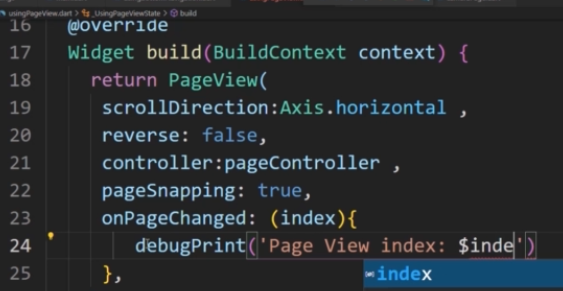 usingPageView.dart > _UsingPageViewState > build
16 @override
17 Widget build(BuildContext context) {
18 return PageView(
19 scrollDirection:Axis.horizontal ,
20 reverse: false,
21 controller:pageController ,
22 pageSnapping: true,
23 onPageChanged: (index){
24 debugPrint('Page View index: $inde')
index
25 },